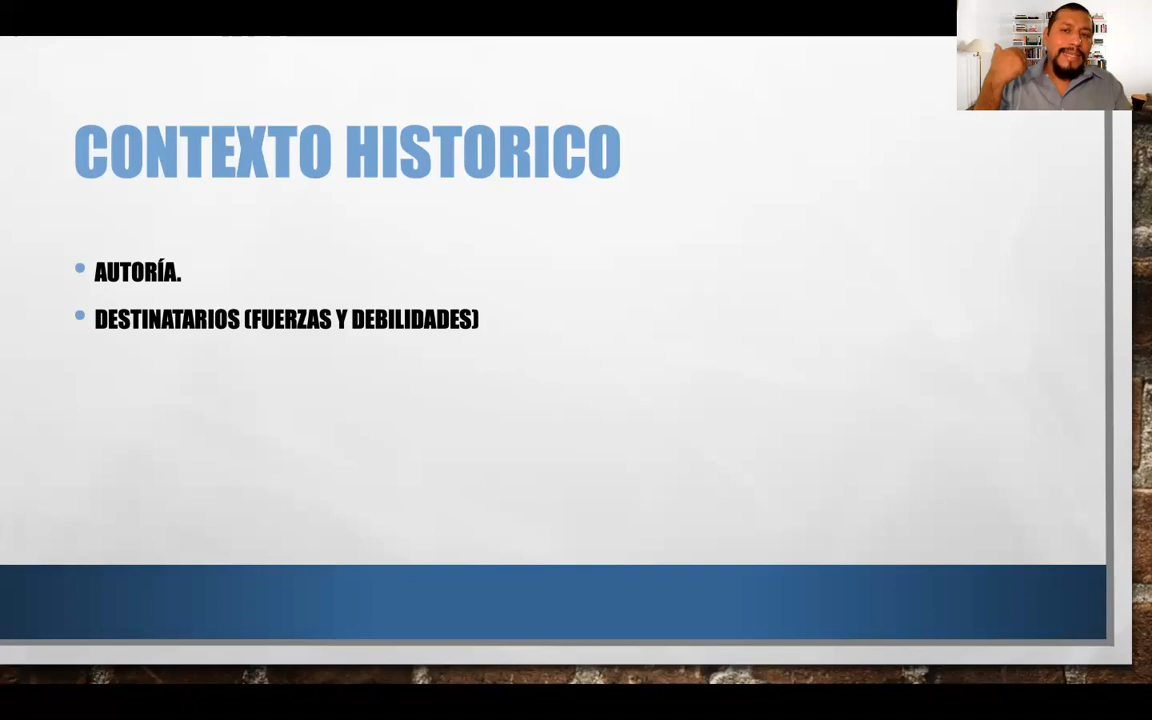 CONTEXTO HISTORICO
• AUTORÍA.
• DESTINATARIOS (FUERZAS Y DEBILIDADES)